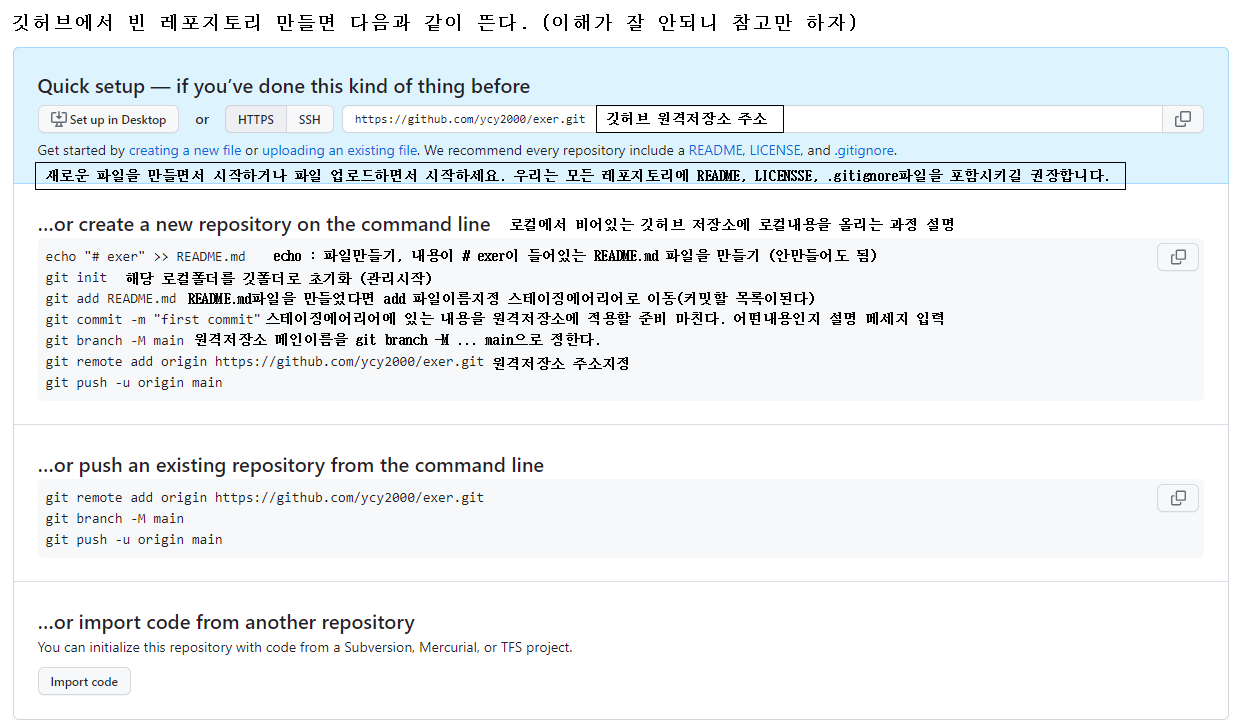 깃허브에서 빈 레포지토리 만들면 다음과 같이 뜬다. (이해가 잘 안되니 참고만 하자)
Quick setup — if you've done this kind of thing before
Set up in Desktop or HTTPS SSH https://github.com/ycy2000/exer.git 깃허브 원격저장소 주소
Get started by creating a new file or uploading an existing file. We recommend every repository include a README, LICENSE, and .gitignore.
새로운 파일을 만들면서 시작하거나 파일 업로드하면서 시작하세요. 우리는 모든 레포지토리에 README, LICENSSE, .gitignore파일을 포함시키길 권장합니다.
...or create a new repository on the command line 로컬에서 비어있는 깃허브 저장소에 로컬내용을 올리는 과정 설명
echo "# exer" >> README.md echo : 파일만들기, 내용이 # exer이 들어있는 README.md 파일을 만들기 (안만들어도 됨)
git init 해당 로컬폴더를 깃폴더로 초기화 (관리시작)
git add README.md README.md파일을 만들었다면 add 파일이름지정 스테이징에어리어로 이동(커밋할 목록이된다)
git commit -m "first commit" 스테이징에어리어에 있는 내용을 원격저장소에 적용할 준비 마친다. 어떤내용인지 설명 메세지 입력
git branch -M main 원격저장소 메인이름을 git branch -M ... main으로 정한다.
git remote add origin https://github.com/ycy2000/exer.git 원격저장소 주소지정
git push -u origin main
...or push an existing repository from the command line
git remote add origin https://github.com/ycy2000/exer.git
git branch -M main
git push -u origin main
...or import code from another repository
You can initialize this repository with code from a Subversion, Mercurial, or TFS project.
Import code